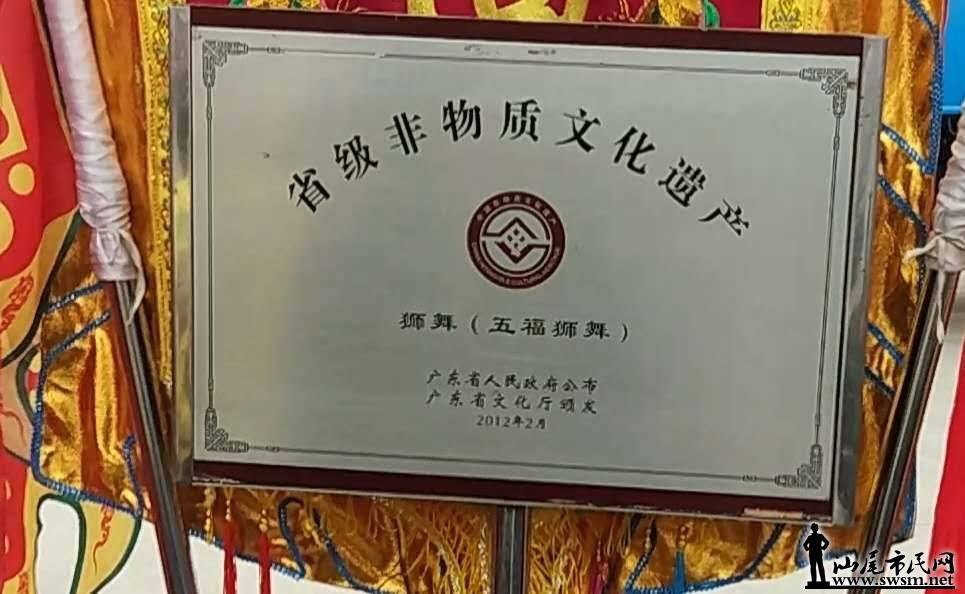 省级非物质文化遗产
狮舞(五福狮舞)
广东省人民政府公布
广东省文化厅颁发
2012年2月
汕尾市民网
www.swsm.net